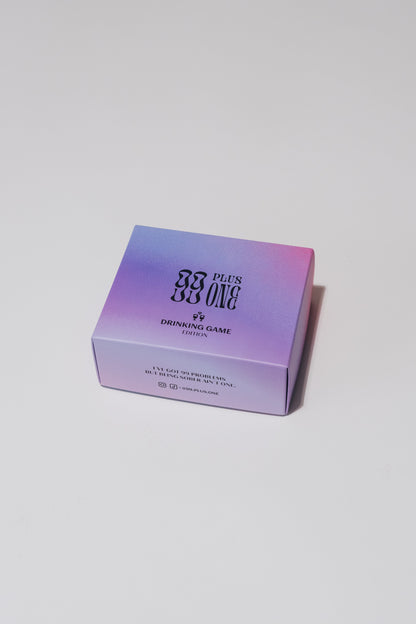 99 PLUS
ONE
DRINKING GAME
EDITION
I'VE GOT 99 PROBLEMS
BUT BEING SOBER AIN'T ONE.